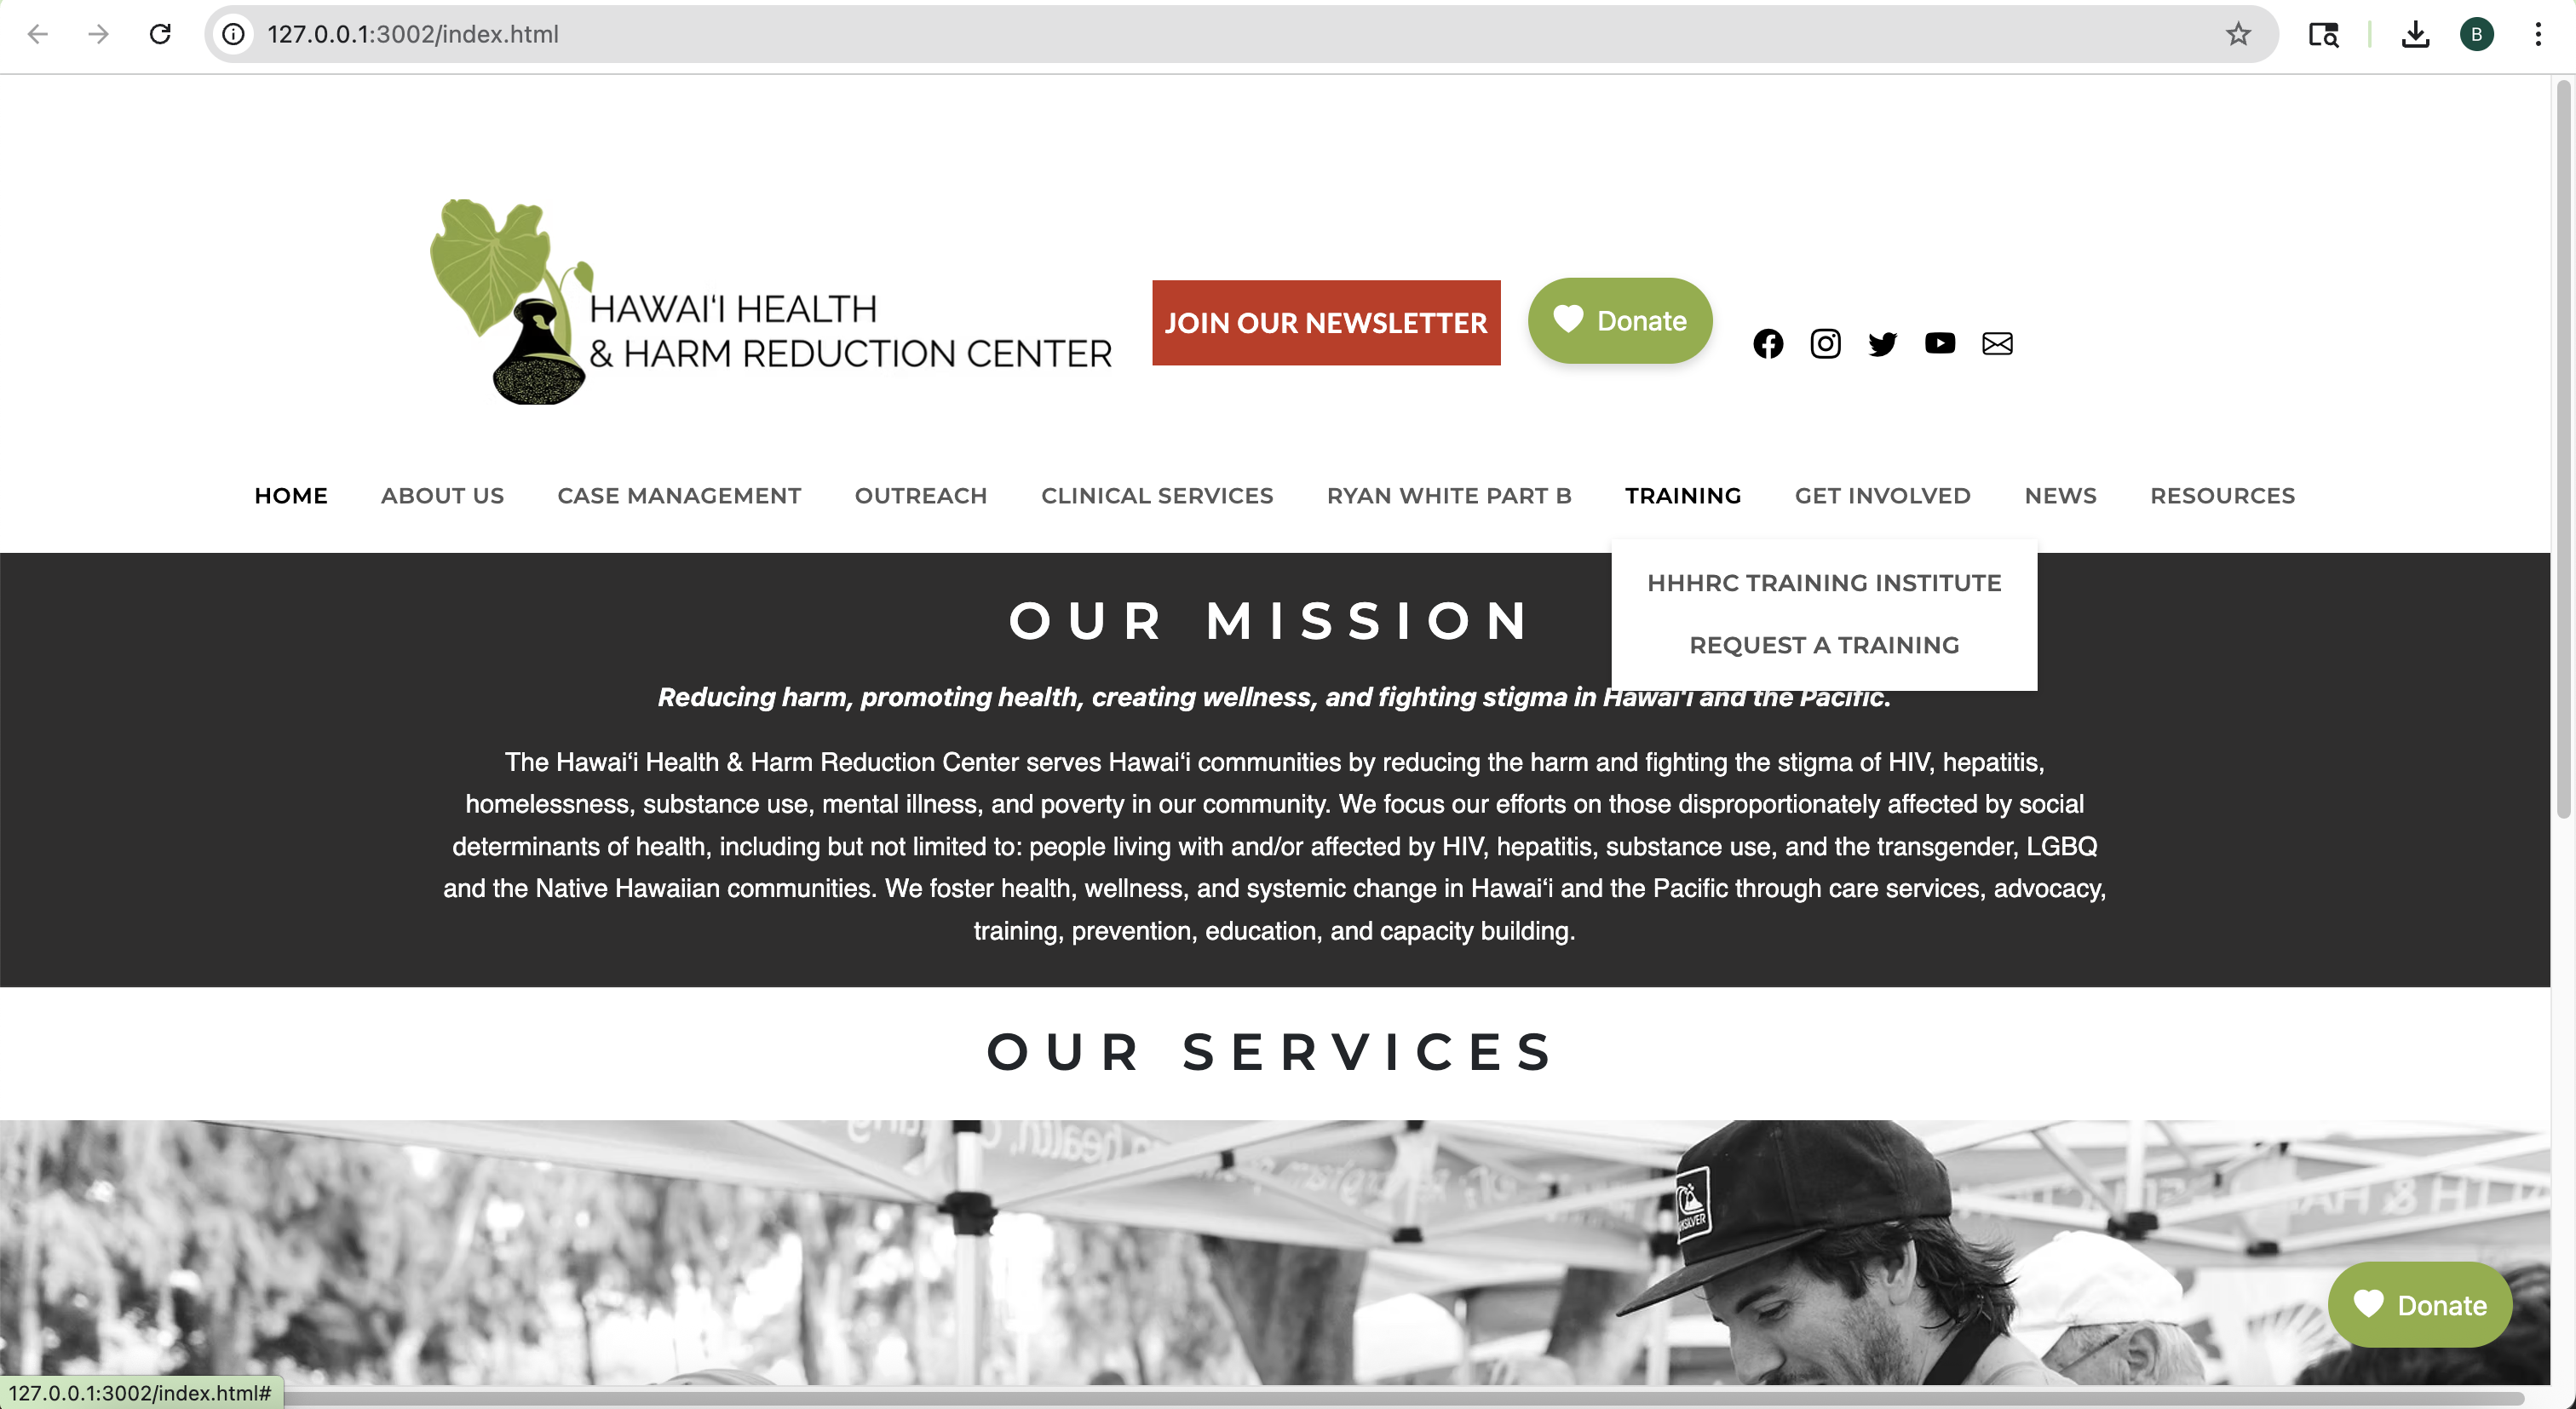 127.0.0.1:3002/index.html
B
HAWAIʻI HEALTH
& HARM REDUCTION CENTER
JOIN OUR NEWSLETTER
Donate
HOME ABOUT US CASE MANAGEMENT OUTREACH CLINICAL SERVICES RYAN WHITE PART B TRAINING GET INVOLVED NEWS RESOURCES
HHHRC TRAINING INSTITUTE
REQUEST A TRAINING
OUR MISSION
Reducing harm, promoting health, creating wellness, and fighting stigma in Hawaiʻi and the Pacific.
The Hawaiʻi Health & Harm Reduction Center serves Hawaiʻi communities by reducing the harm and fighting the stigma of HIV, hepatitis,
homelessness, substance use, mental illness, and poverty in our community. We focus our efforts on those disproportionately affected by social
determinants of health, including but not limited to: people living with and/or affected by HIV, hepatitis, substance use, and the transgender, LGBQ
and the Native Hawaiian communities. We foster health, wellness, and systemic change in Hawaiʻi and the Pacific through care services, advocacy,
training, prevention, education, and capacity building.
OUR SERVICES
health,
Donate
127.0.0.1:3002/index.html#